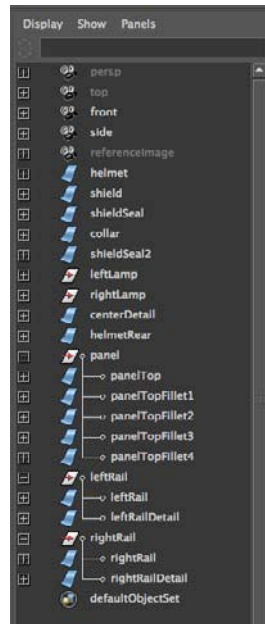 Display Show Panels
persp
top
front
side
referenceImage
helmet
shield
shieldSeal
collar
shieldSeal2
leftLamp
rightLamp
centerDetail
helmetRear
panel
panelTop
panelTopFillet1
panelTopFillet2
panelTopFillet3
panelTopFillet4
leftRail
leftRail
leftRailDetail
rightRail
rightRail
rightRailDetail
defaultObjectSet